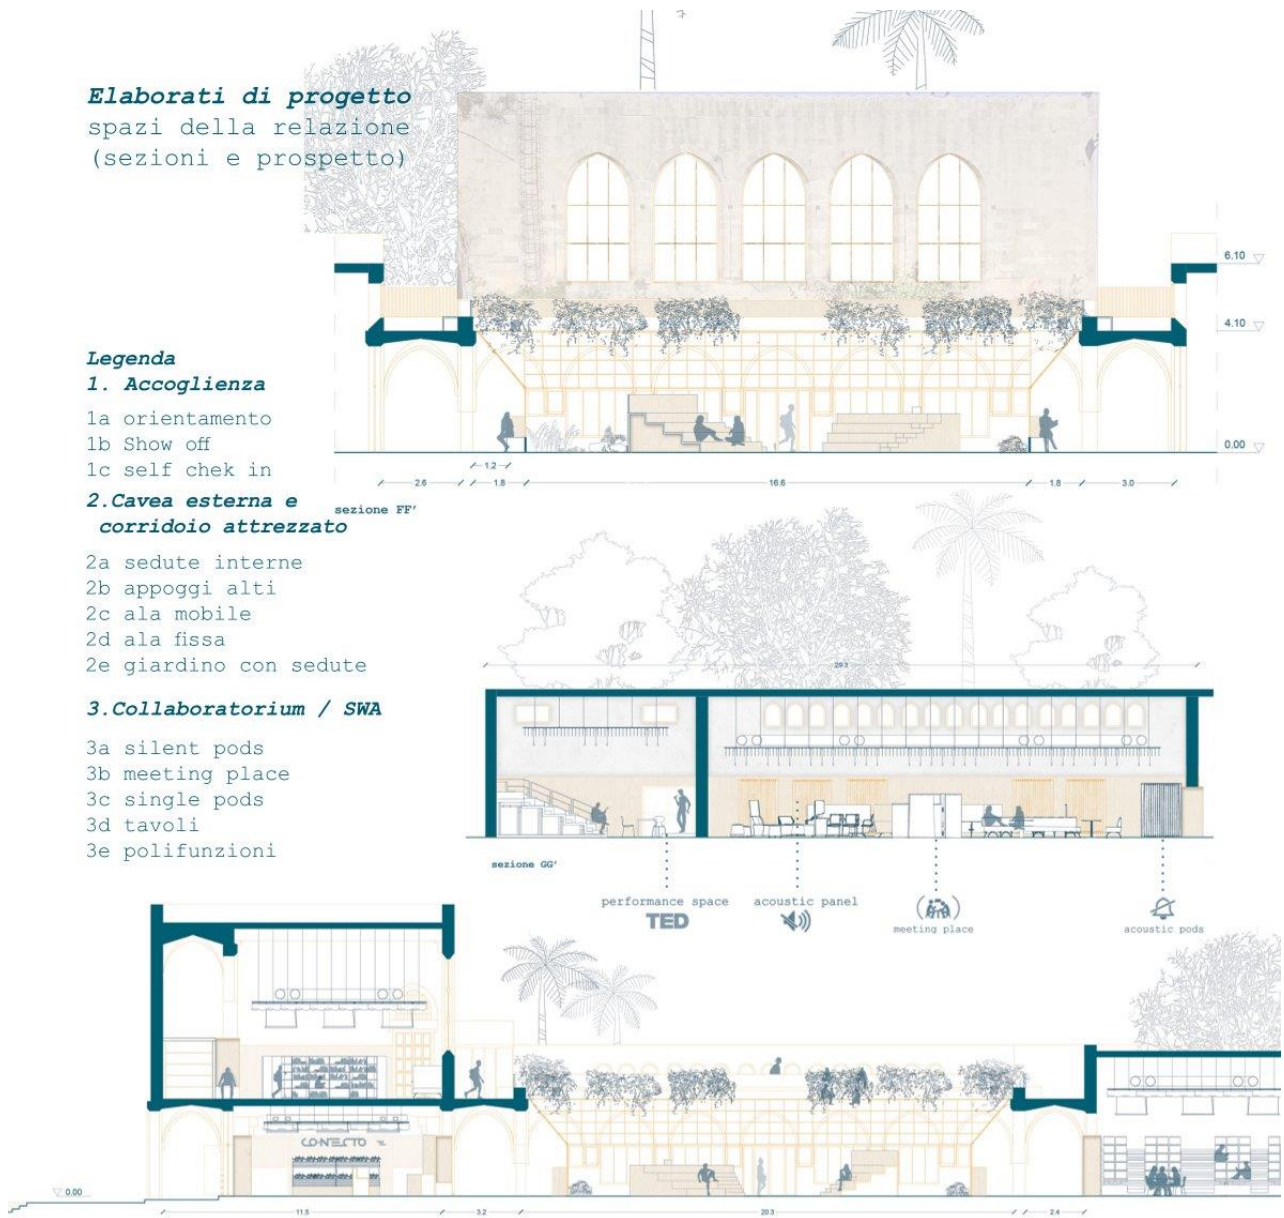 Elaborati di progetto
spazi della relazione
(sezioni e prospetto)
6.10
4.10
Legenda
1. Accoglienza
1a orientamento
1b Show off
1c self chek in
0.00
1.2
2.6
1.8
16.6
1.8
3.0
sezione FF'
2.Cavea esterna e
corridoio attrezzato
2a sedute interne
2b appoggi alti
2c ala mobile
2d ala fissa
2e giardino con sedute
29.3
3.Collaboratorium / SWA
3a silent pods
3b meeting place
3c single pods
3d tavoli
3e polifunzioni
sezione GG'
performance space
TED
acoustic panel
meeting place
acoustic pods
CONNECTO
0.00
11.5
3.2
20.3
2.4